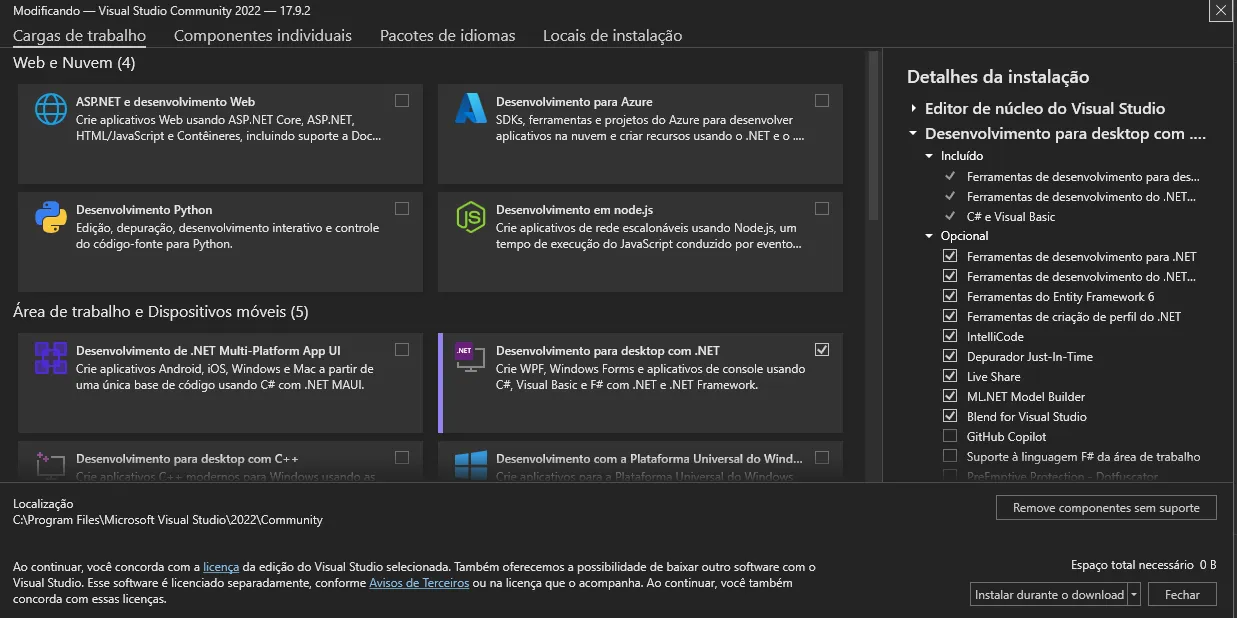 Modificando — Visual Studio Community 2022 — 17.9.2
Cargas de trabalho
Componentes individuais
Pacotes de idiomas
Locais de instalação
Web e Nuvem (4)
ASP.NET e desenvolvimento Web
Crie aplicativos Web usando ASP.NET Core, ASP.NET,
HTML/JavaScript e Contêineres, incluindo suporte a Doc...
Desenvolvimento para Azure
SDKs, ferramentas e projetos do Azure para desenvolver
aplicativos na nuvem e criar recursos usando o .NET e o ....
Desenvolvimento Python
Edição, depuração, desenvolvimento interativo e controle
do código-fonte para Python.
JS
Desenvolvimento em node.js
Crie aplicativos de rede escalonáveis usando Node.js, um
tempo de execução do JavaScript conduzido por evento...
Área de trabalho e Dispositivos móveis (5)
Desenvolvimento de .NET Multi-Platform App UI
Crie aplicativos Android, iOS, Windows e Mac a partir de
uma única base de código usando C# com .NET MAUI.
.NET
Desenvolvimento para desktop com .NET
Crie WPF, Windows Forms e aplicativos de console usando
C#, Visual Basic e F# com .NET e .NET Framework.
Desenvolvimento para desktop com C++
Crie aplicativos C++ modernos para Windows usando as
Desenvolvimento com a Plataforma Universal do Wind...
Crie aplicativos para a Plataforma Universal do Windows
Detalhes da instalação
Editor de núcleo do Visual Studio
Desenvolvimento para desktop com ....
Incluído
Ferramentas de desenvolvimento para des...
Ferramentas de desenvolvimento do .NET...
C# e Visual Basic
Opcional
Ferramentas de desenvolvimento para .NET
Ferramentas de desenvolvimento do .NET...
Ferramentas do Entity Framework 6
Ferramentas de criação de perfil do .NET
IntelliCode
Depurador Just-In-Time
Live Share
ML.NET Model Builder
Blend for Visual Studio
GitHub Copilot
Suporte à linguagem F# da área de trabalho
PreEmptive Protection - Dotfuscator
Localização
C:\Program Files\Microsoft Visual Studio\2022\Community
Remove componentes sem suporte
Ao continuar, você concorda com a licença da edição do Visual Studio selecionada. Também oferecemos a possibilidade de baixar outro software com o
Visual Studio. Esse software é licenciado separadamente, conforme Avisos de Terceiros ou na licença que o acompanha. Ao continuar, você também
concorda com essas licenças.
Espaço total necessário 0 B
Instalar durante o download
Fechar